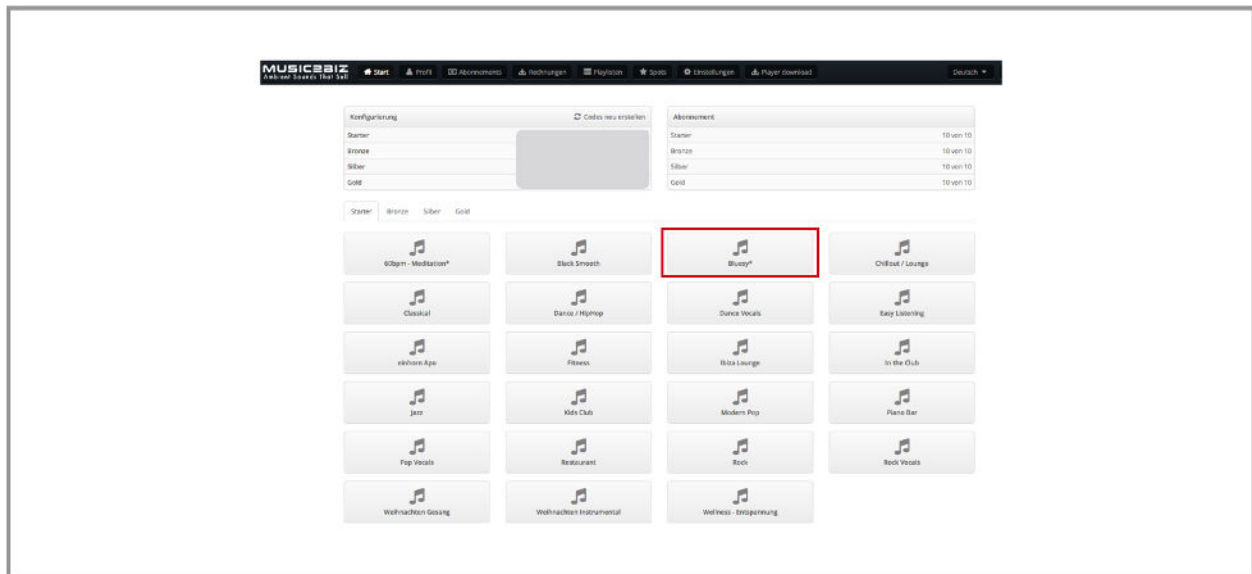 MUSIC2BIZ
Ambient Sounds That Sell
Start Profil Abonnements Rechnungen Playlisten Spots Einstellungen Player download Deutsch
Konfigurierung Codes neu erstellen
Starter
Bronze
Silber
Gold
Abonnement
Starter 10 von 10
Bronze 10 von 10
Silber 10 von 10
Gold 10 von 10
Starter Bronze Silber Gold
60bpm - Meditation* Black Smooth Bluesy* Chillout / Lounge
Classical Dance / HipHop Dance Vocals Easy Listening
einhorn Apo Fitness Ibiza Lounge In the Club
Jazz Kids Club Modern Pop Piano Bar
Pop Vocals Restaurant Rock Rock Vocals
Weihnachten Gesang Weihnachten Instrumental Wellness - Entspannung